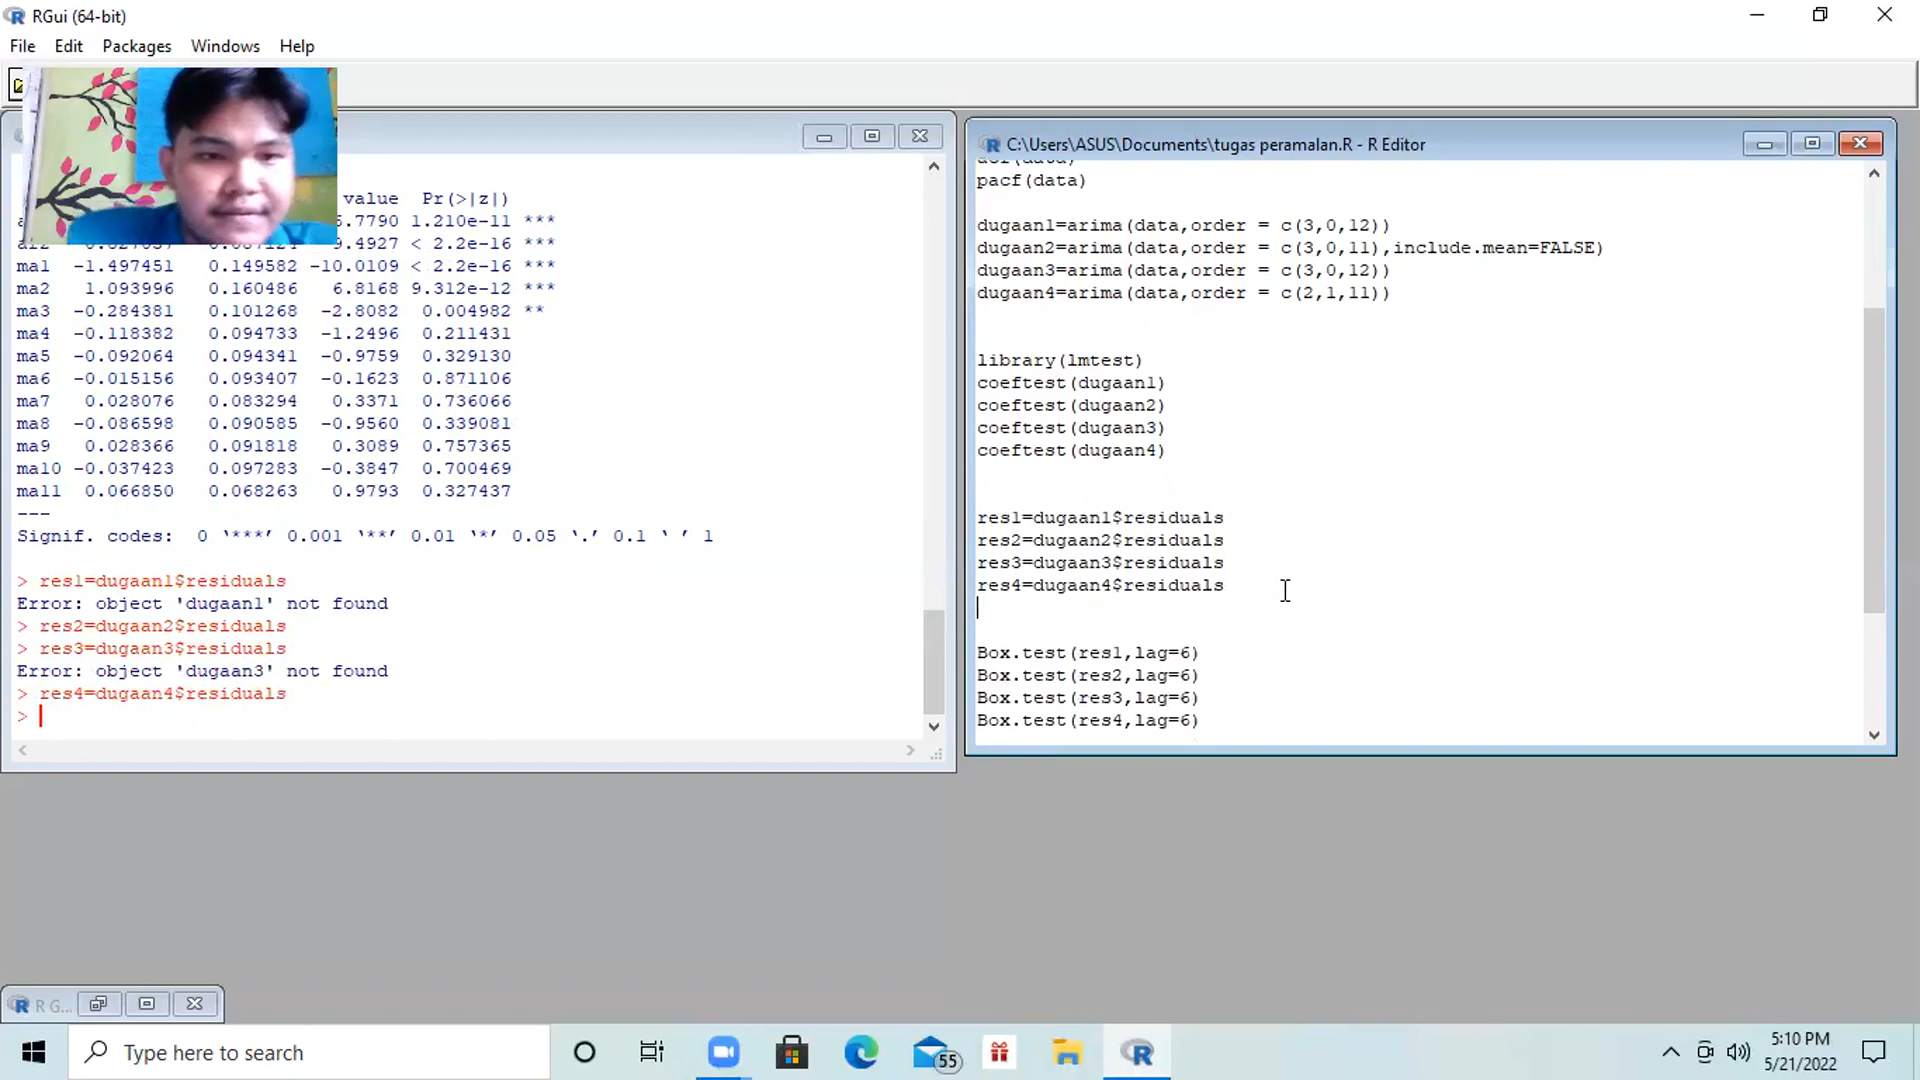 RGui (64-bit)
File Edit Packages Windows Help
value Pr(>|z|)
.7790 1.210e-11 ***
9.4927 < 2.2e-16 ***
ma1 -1.497451 0.149582 -10.0109 < 2.2e-16 ***
ma2 1.093996 0.160486 6.8168 9.312e-12 ***
ma3 -0.284381 0.101268 -2.8082 0.004982 **
ma4 -0.118382 0.094733 -1.2496 0.211431
ma5 -0.092064 0.094341 -0.9759 0.329130
ma6 -0.015156 0.093407 -0.1623 0.871106
ma7 0.028076 0.083294 0.3371 0.736066
ma8 -0.086598 0.090585 -0.9560 0.339081
ma9 0.028366 0.091818 0.3089 0.757365
ma10 -0.037423 0.097283 -0.3847 0.700469
ma11 0.066850 0.068263 0.9793 0.327437
---
Signif. codes: 0 ‘***’ 0.001 ‘**’ 0.01 ‘*’ 0.05 ‘.’ 0.1 ‘ ’ 1
> res1=dugaan1$residuals
Error: object 'dugaan1' not found
> res2=dugaan2$residuals
> res3=dugaan3$residuals
Error: object 'dugaan3' not found
> res4=dugaan4$residuals
>
C:\Users\ASUS\Documents\tugas peramalan.R - R Editor
acf(data)
pacf(data)
dugaan1=arima(data,order = c(3,0,12))
dugaan2=arima(data,order = c(3,0,11),include.mean=FALSE)
dugaan3=arima(data,order = c(3,0,12))
dugaan4=arima(data,order = c(2,1,11))
library(lmtest)
coeftest(dugaan1)
coeftest(dugaan2)
coeftest(dugaan3)
coeftest(dugaan4)
res1=dugaan1$residuals
res2=dugaan2$residuals
res3=dugaan3$residuals
res4=dugaan4$residuals
Box.test(res1,lag=6)
Box.test(res2,lag=6)
Box.test(res3,lag=6)
Box.test(res4,lag=6)
R G...
Type here to search
55
5:10 PM
5/21/2022